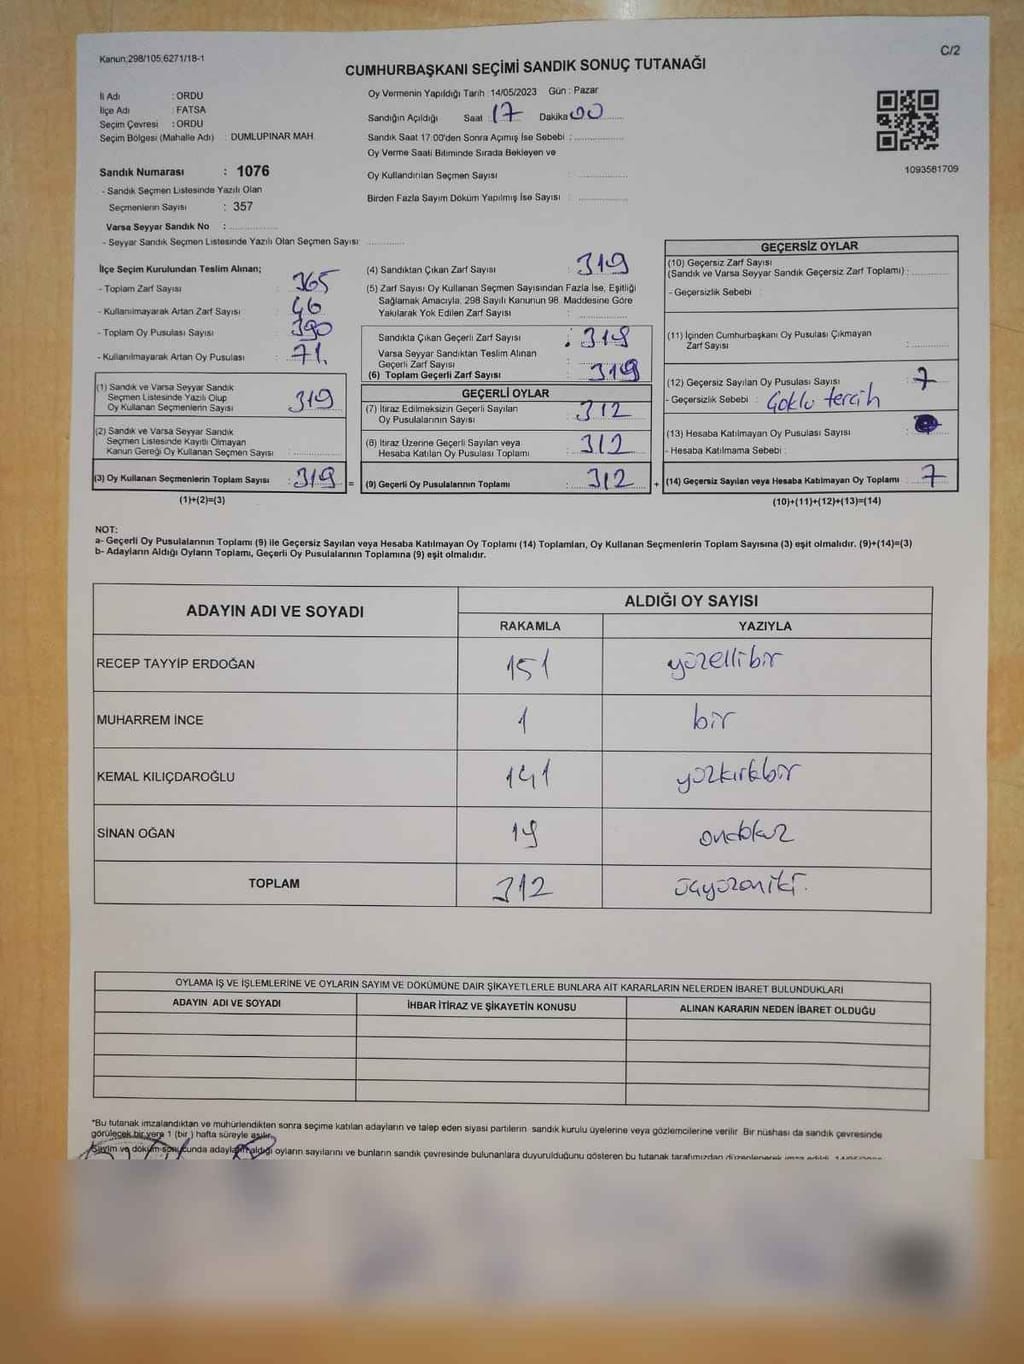 Kanun:298/105;6271/18-1
C/2
CUMHURBAŞKANI SEÇİMİ SANDIK SONUÇ TUTANAĞI
İl Adı : ORDU
İlçe Adı : FATSA
Seçim Çevresi : ORDU
Seçim Bölgesi (Mahalle Adı) : DUMLUPINAR MAH.
Sandık Numarası : 1076
- Sandık Seçmen Listesinde Yazılı Olan
Seçmenlerin Sayısı : 357
Varsa Seyyar Sandık No :
- Seyyar Sandık Seçmen Listesinde Yazılı Olan Seçmen Sayısı:
Oy Vermenin Yapıldığı Tarih : 14/05/2023 Gün : Pazar
Sandığın Açıldığı Saat : 17 Dakika 00
Sandık Saat 17:00'den Sonra Açımış İse Sebebi :
Oy Verme Saati Bitiminde Sırada Bekleyen ve
Oy Kullandırılan Seçmen Sayısı :
Birden Fazla Sayım Döküm Yapılmış İse Sayısı :
1093581709
İlçe Seçim Kurulundan Teslim Alınan;
- Toplam Zarf Sayısı : 365
- Kullanılmayarak Artan Zarf Sayısı : 46
- Toplam Oy Pusulası Sayısı : 390
- Kullanılmayarak Artan Oy Pusulası : 71.
(1) Sandık ve Varsa Seyyar Sandık
Seçmen Listesinde Yazılı Olup
Oy Kullanan Seçmenlerin Sayısı : 319
(2) Sandık ve Varsa Seyyar Sandık
Seçmen Listesinde Kayıtlı Olmayan
Kanun Gereği Oy Kullanan Seçmen Sayısı :
(3) Oy Kullanan Seçmenlerin Toplam Sayısı : 319 =
(1)+(2)=(3)
(4) Sandıktan Çıkan Zarf Sayısı : 319
(5) Zarf Sayısı Oy Kullanan Seçmen Sayısından Fazla İse, Eşitliği
Sağlamak Amacıyla, 298 Sayılı Kanunun 98. Maddesine Göre
Yakılarak Yok Edilen Zarf Sayısı :
Sandıkta Çıkan Geçerli Zarf Sayısı : 319
Varsa Seyyar Sandıktan Teslim Alınan
Geçerli Zarf Sayısı :
(6) Toplam Geçerli Zarf Sayısı : 319
GEÇERLİ OYLAR
(7) İtiraz Edilmeksizin Geçerli Sayılan
Oy Pusulalarının Sayısı : 312
(8) İtiraz Üzerine Geçerli Sayılan veya
Hesaba Katılan Oy Pusulası Toplamı : 312
(9) Geçerli Oy Pusulalarının Toplamı : 312 +
GEÇERSİZ OYLAR
(10) Geçersiz Zarf Sayısı
(Sandık ve Varsa Seyyar Sandık Geçersiz Zarf Toplamı) :
- Geçersizlik Sebebi :
(11) İçinden Cumhurbaşkanı Oy Pusulası Çıkmayan
Zarf Sayısı :
(12) Geçersiz Sayılan Oy Pusulası Sayısı : 7
- Geçersizlik Sebebi : Çoklu tercih
(13) Hesaba Katılmayan Oy Pusulası Sayısı :
- Hesaba Katılmama Sebebi :
(14) Geçersiz Sayılan veya Hesaba Katılmayan Oy Toplamı : 7
(10)+(11)+(12)+(13)=(14)
NOT:
a- Geçerli Oy Pusulalarının Toplamı (9) ile Geçersiz Sayılan veya Hesaba Katılmayan Oy Toplamı (14) Toplamları, Oy Kullanan Seçmenlerin Toplam Sayısına (3) eşit olmalıdır. (9)+(14)=(3)
b- Adayların Aldığı Oyların Toplamı, Geçerli Oy Pusulalarının Toplamına (9) eşit olmalıdır.
ADAYIN ADI VE SOYADI ALDIĞI OY SAYISI
RAKAMLA YAZIYLA
RECEP TAYYİP ERDOĞAN 151 yüzellibir
MUHARREM İNCE 1 bir
KEMAL KILIÇDAROĞLU 141 yüzkırkbir
SİNAN OĞAN 19 ondokuz
TOPLAM 312 üçyüzoniki.
OYLAMA İŞ VE İŞLEMLERİNE VE OYLARIN SAYIM VE DÖKÜMÜNE DAİR ŞİKAYETLERLE BUNLARA AİT KARARLARIN NELERDEN İBARET BULUNDUKLARI
ADAYIN ADI VE SOYADI İHBAR İTİRAZ VE ŞİKAYETİN KONUSU ALINAN KARARIN NEDEN İBARET OLDUĞU
*Bu tutanak imzalandıktan ve mühürlendikten sonra seçime katılan adayların ve talep eden siyasi partilerin sandık kurulu üyelerine veya gözlemcilerine verilir. Bir nüshası da sandık çevresinde
görülecek bir yere 1 (bir ) hafta süreyle asılır.
Sayım ve döküm sonucunda adayların aldığı oyların sayılarını ve bunların sandık çevresinde bulunanlara duyurulduğunu gösteren bu tutanak tarafımızdan düzenlenerek imza edildi.